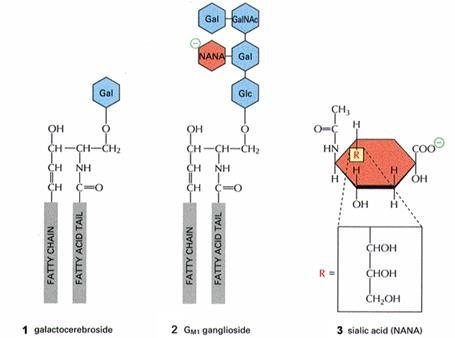 Gal
O
OH
CH
CH
CH2
CH
NH
CH
C
O
FATTY CHAIN
FATTY ACID TAIL
1 galactocerebroside
Gal
GalNAc
NANA
Gal
Glc
O
OH
CH
CH
CH2
CH
NH
CH
C
O
FATTY CHAIN
FATTY ACID TAIL
2 GM1 ganglioside
CH3
O
C
H
HN
R
COO
H
H
H
OH
OH
H
R =
CHOH
CHOH
CH2OH
3 sialic acid (NANA)